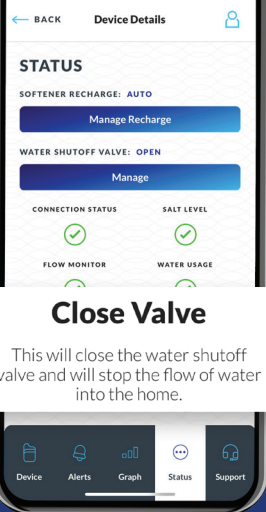 BACK Device Details
STATUS
SOFTENER RECHARGE: AUTO
Manage Recharge
WATER SHUTOFF VALVE: OPEN
Manage
CONNECTION STATUS SALT LEVEL
FLOW MONITOR WATER USAGE
Close Valve
This will close the water shutoff
valve and will stop the flow of water
into the home.
Device Alerts Graph Status Support